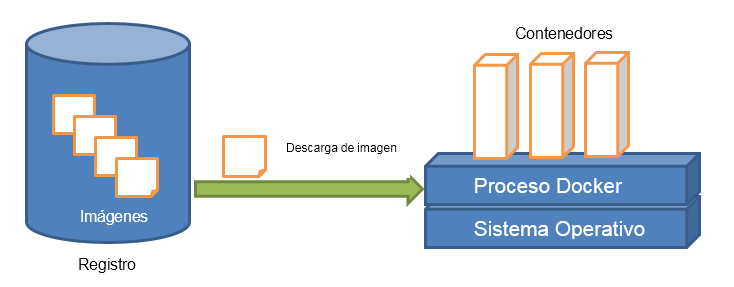 Contenedores
Descarga de imagen
Proceso Docker
Imágenes
Sistema Operativo
Registro